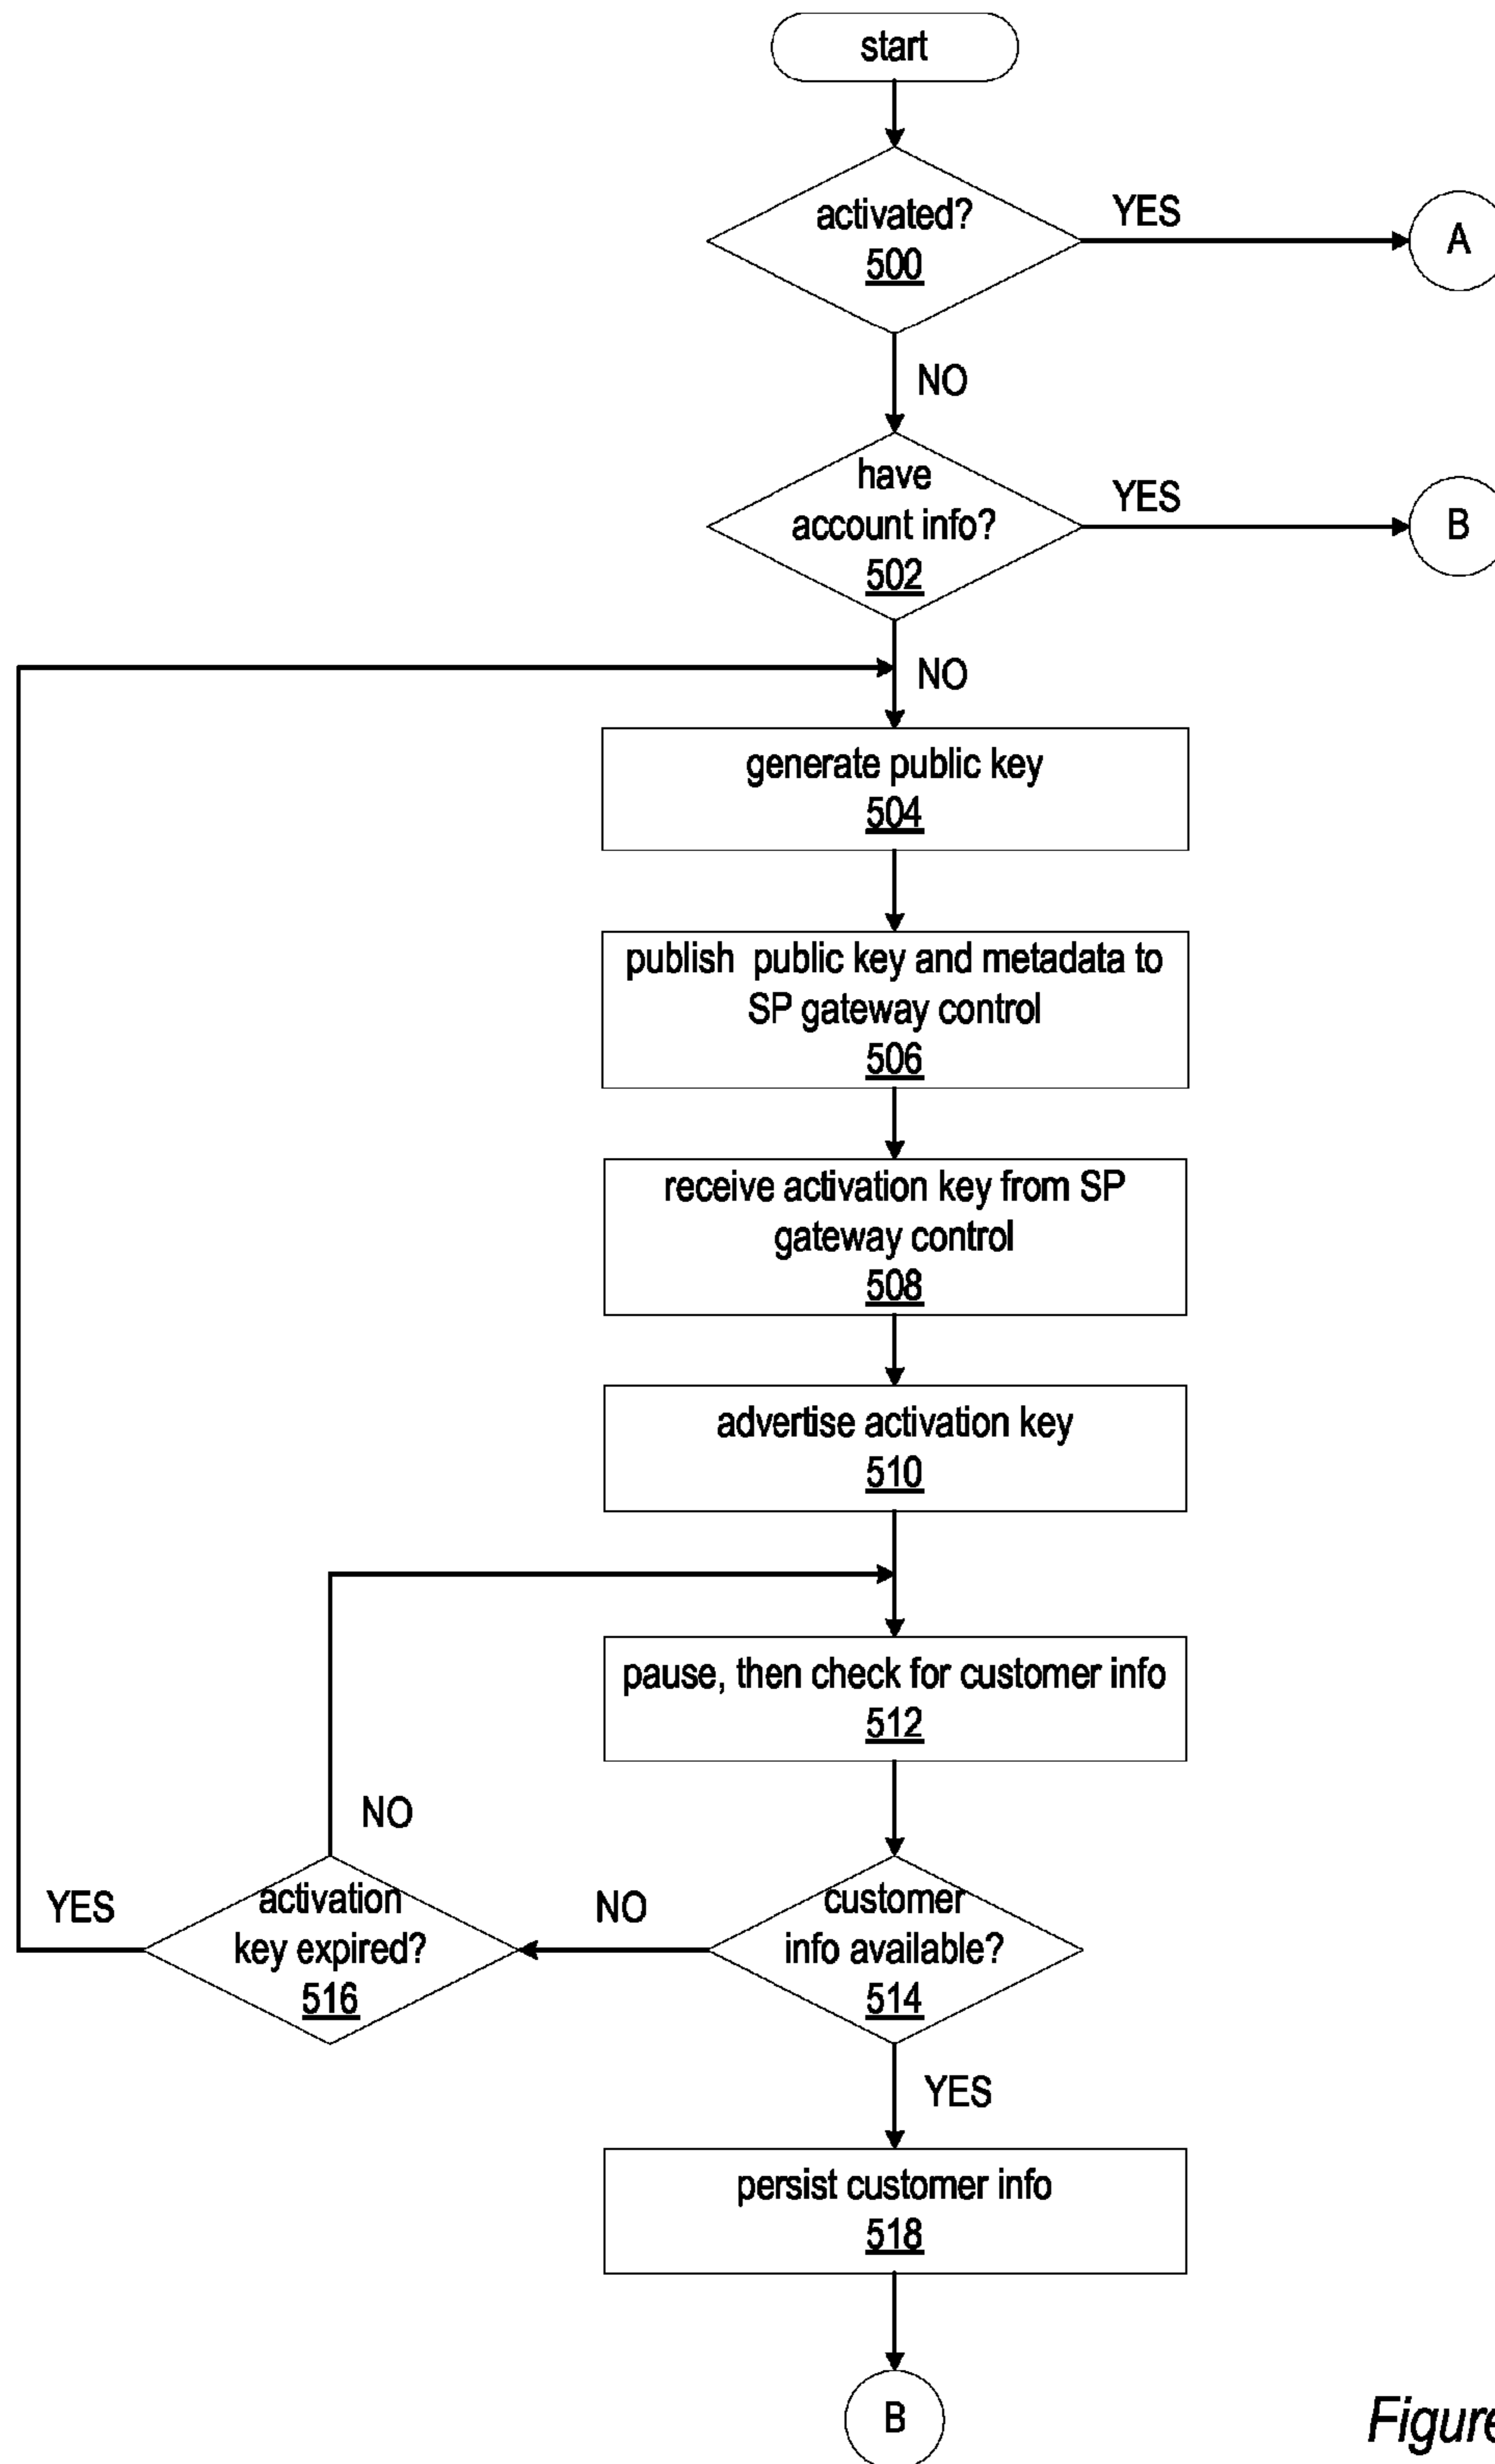 start
activated?
500
YES
A
NO
have
account info?
502
YES
B
NO
generate public key
504
publish public key and metadata to
SP gateway control
506
receive activation key from SP
gateway control
508
advertise activation key
510
pause, then check for customer info
512
NO
YES
activation
key expired?
516
NO
customer
info available?
514
YES
persist customer info
518
B
Figure